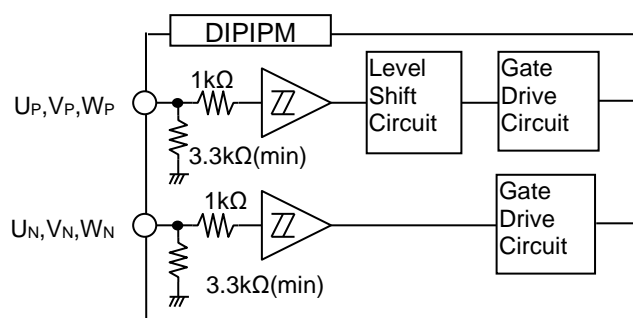 DIPIPM
1kΩ
Level
Shift
Circuit
Gate
Drive
Circuit
UP,VP,WP
3.3kΩ(min)
1kΩ
Gate
Drive
Circuit
UN,VN,WN
3.3kΩ(min)